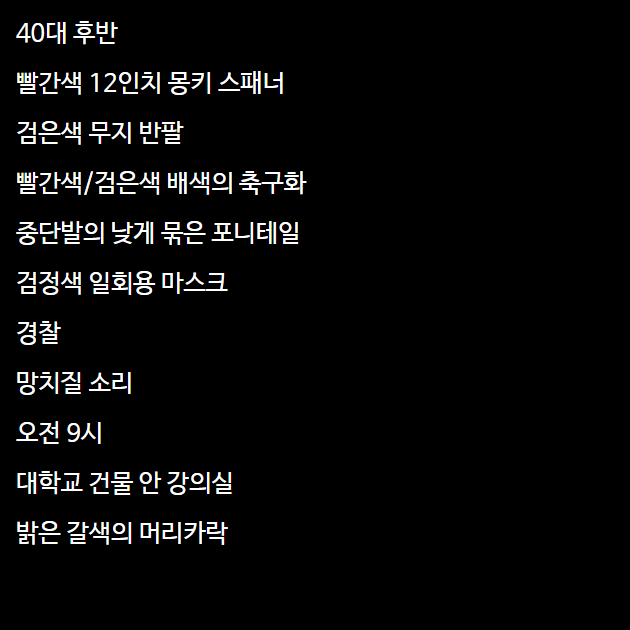 40대 후반
빨간색 12인치 몽키 스패너
검은색 무지 반팔
빨간색/검은색 배색의 축구화
중단발의 낮게 묶은 포니테일
검정색 일회용 마스크
경찰
망치질 소리
오전 9시
대학교 건물 안 강의실
밝은 갈색의 머리카락